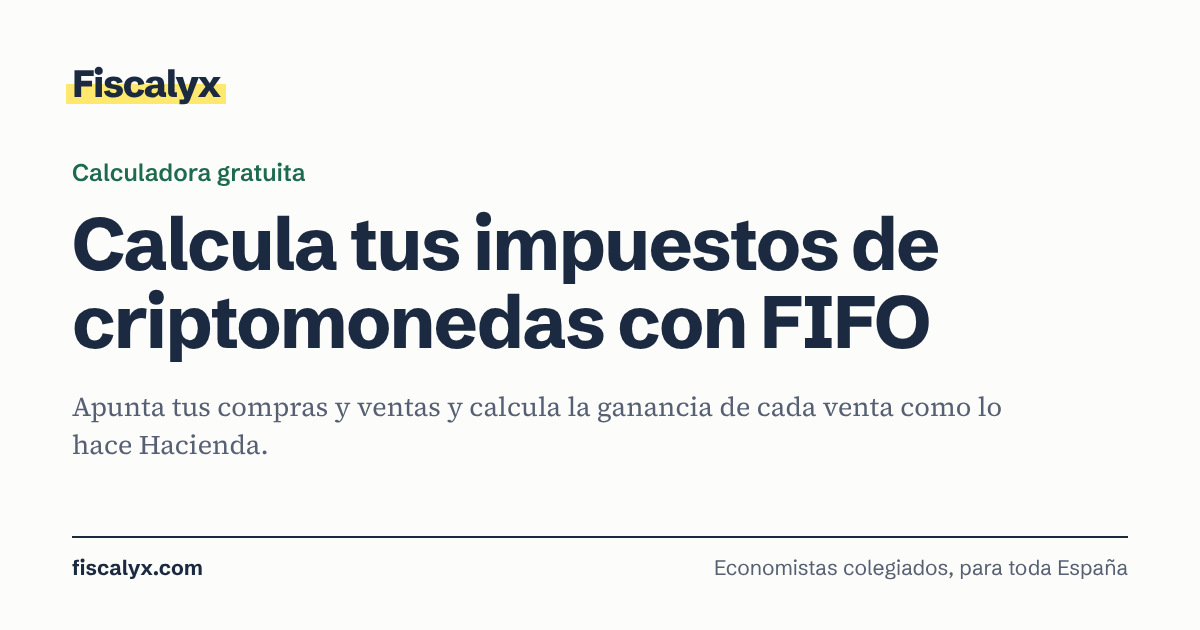 Fiscalyx
Calculadora gratuita
Calcula tus impuestos de
criptomonedas con FIFO
Apunta tus compras y ventas y calcula la ganancia de cada venta como lo
hace Hacienda.
fiscalyx.com
Economistas colegiados, para toda España